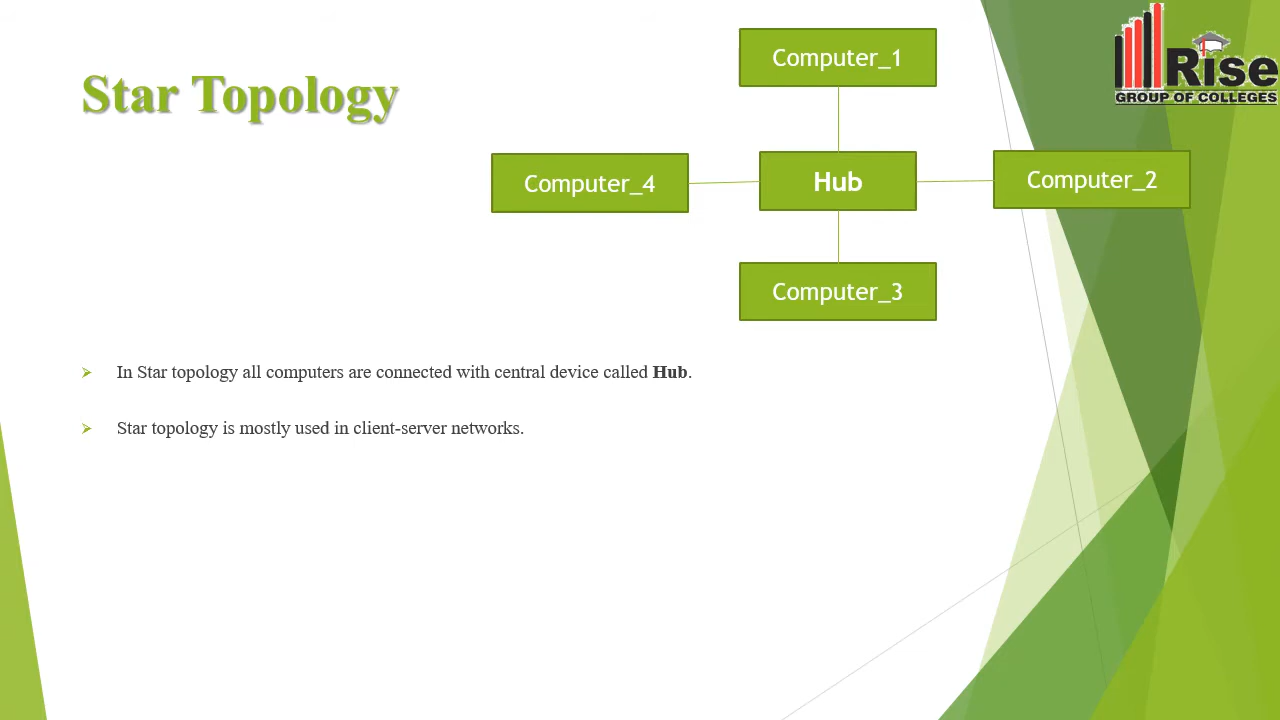 Star Topology
Computer_1
Rise
GROUP OF COLLEGES
Computer_4
Hub
Computer_2
Computer_3
In Star topology all computers are connected with central device called Hub.
Star topology is mostly used in client-server networks.